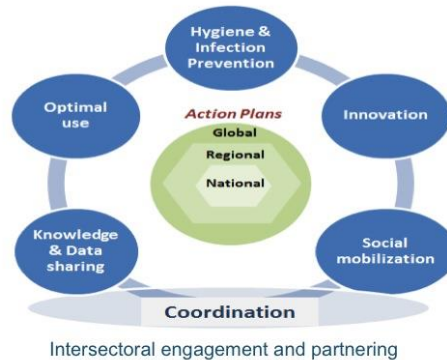 Hygiene &
Infection
Prevention
Optimal
use
Innovation
Action Plans
Global
Regional
National
Knowledge
& Data
sharing
Social
mobilization
Coordination
Intersectoral engagement and partnering